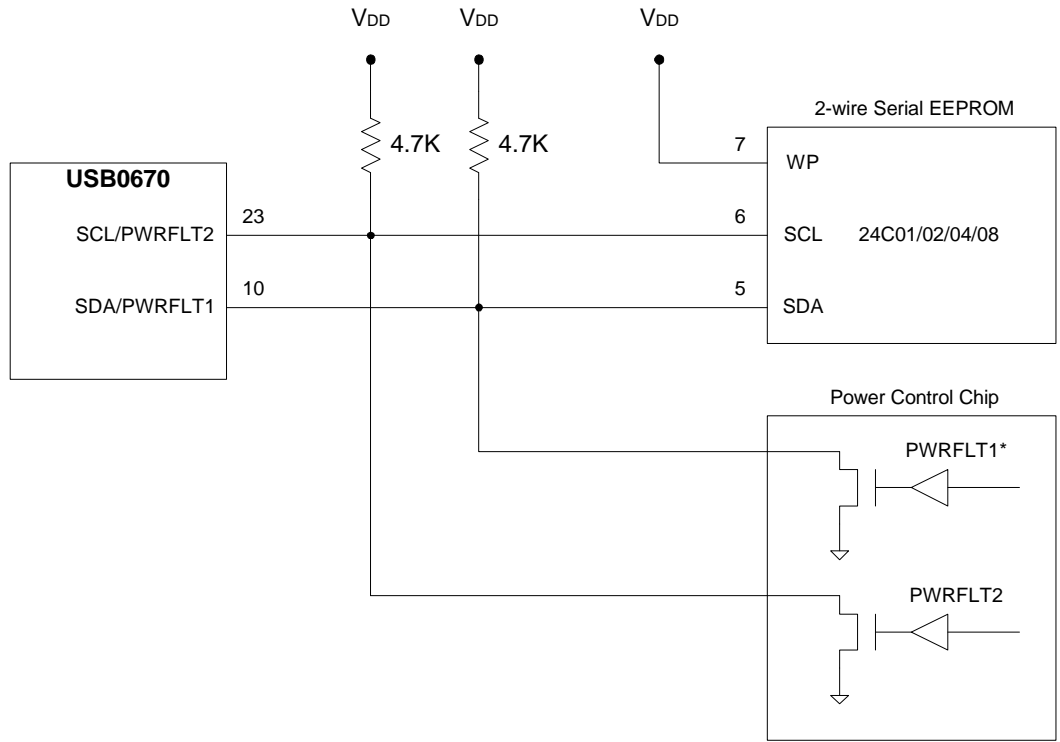 VDD VDD VDD
2-wire Serial EEPROM
4.7K 4.7K
7 WP
USB0670
SCL/PWRFLT2 23 6 SCL 24C01/02/04/08
SDA/PWRFLT1 10 5 SDA
Power Control Chip
PWRFLT1*
PWRFLT2